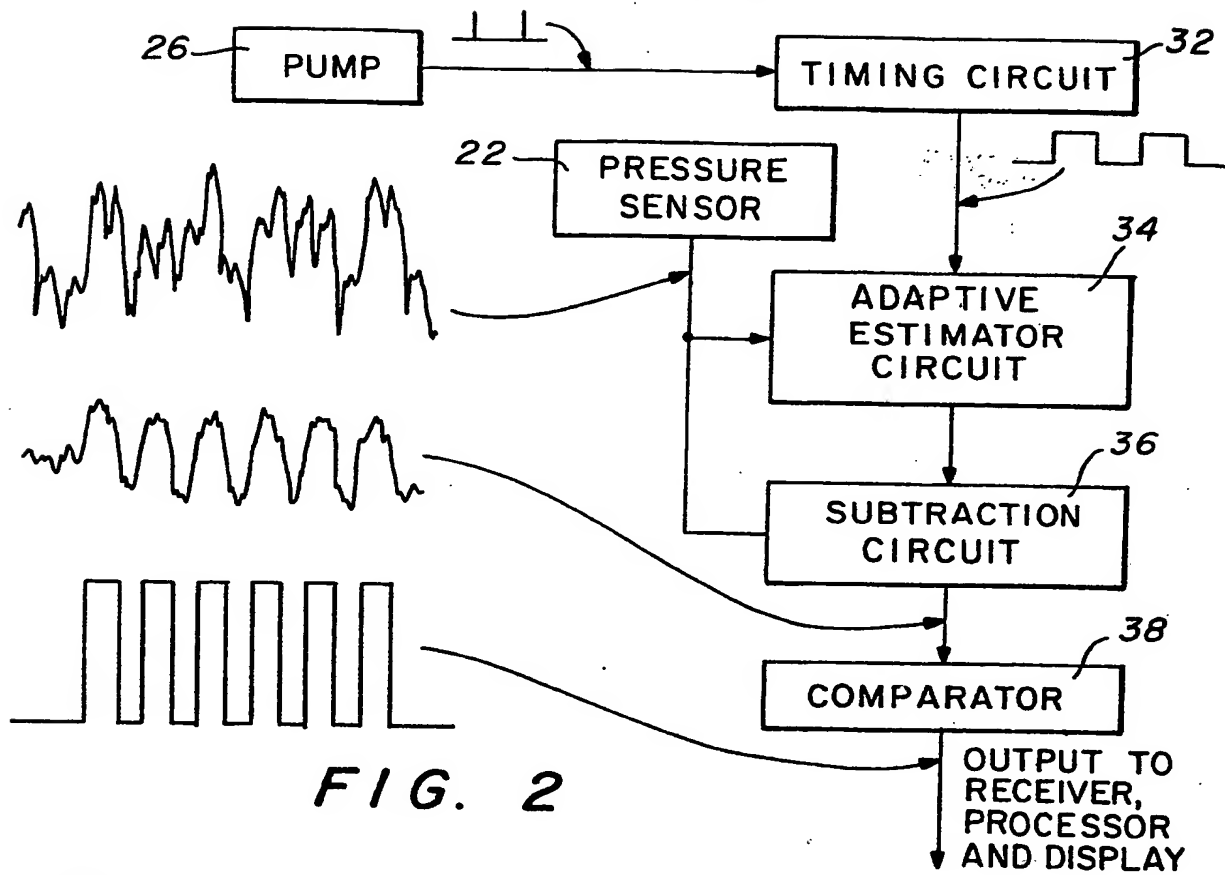 26
PUMP
32
TIMING CIRCUIT
22
PRESSURE
SENSOR
34
ADAPTIVE
ESTIMATOR
CIRCUIT
36
SUBTRACTION
CIRCUIT
38
COMPARATOR
OUTPUT TO
RECEIVER,
PROCESSOR
AND DISPLAY
FIG. 2